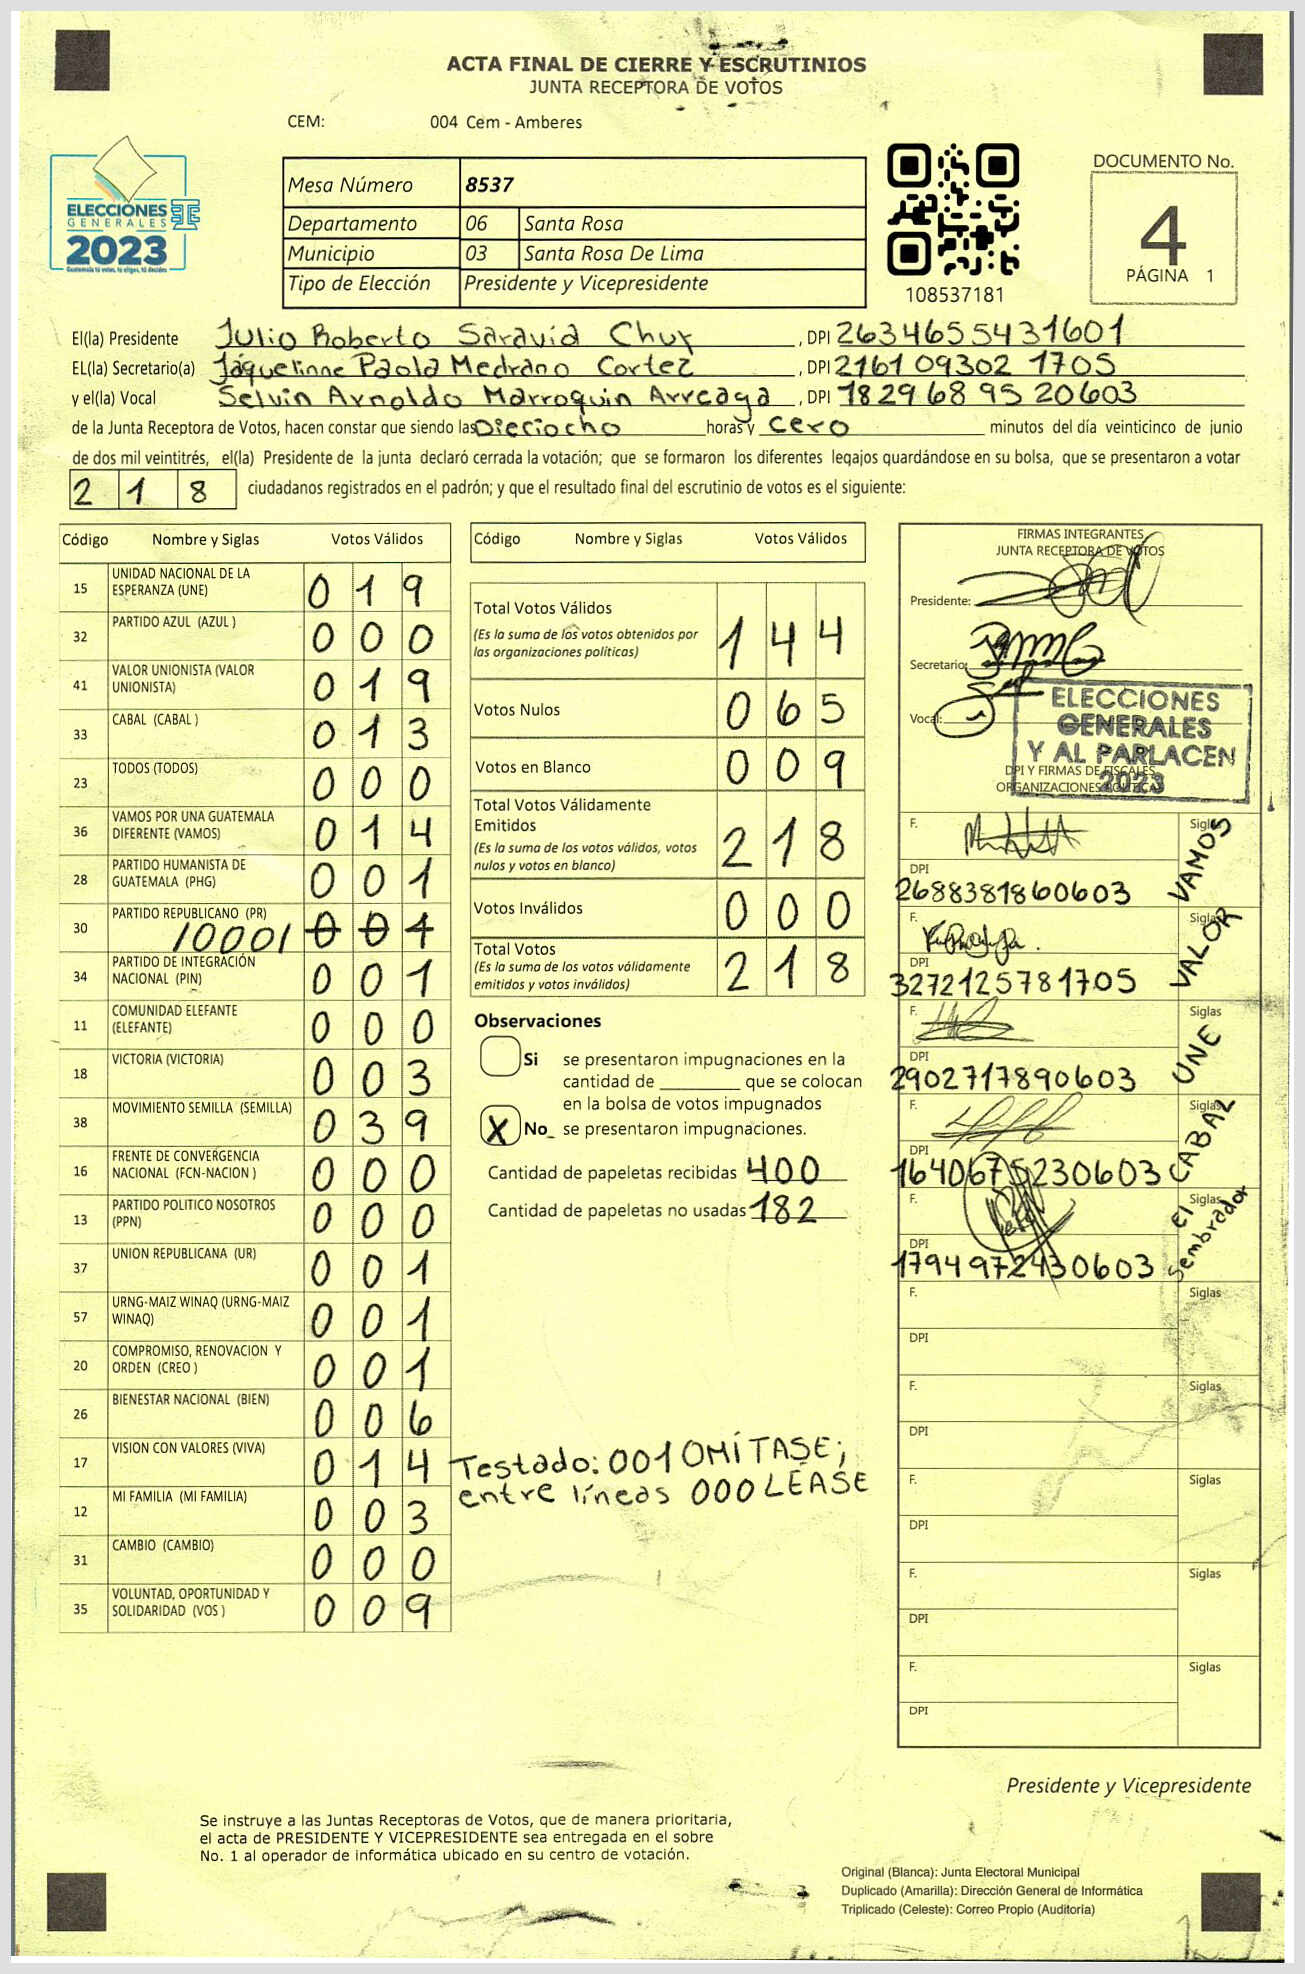 ACTA FINAL DE CIERRE Y ESCRUTINIOS
JUNTA RECEPTORA DE VOTOS
CEM: 004 Cem - Amberes
ELECCIONES
GENERALES
2023
Guatemala tú votas, tú eliges, tú decides
Mesa Número 8537
Departamento 06 Santa Rosa
Municipio 03 Santa Rosa De Lima
Tipo de Elección Presidente y Vicepresidente
108537181
DOCUMENTO No.
4
PÁGINA 1
El(la) Presidente Julio Roberto Saravia Chuy, DPI 2634655431601
EL(la) Secretario(a) Jáquelinne Paola Medrano Cortez, DPI 2161 09302 1705
y el(la) Vocal Selvin Arnoldo Marroquin Arreaga, DPI 1829 68 95 20603
de la Junta Receptora de Votos, hacen constar que siendo las Dieciocho horas y cero minutos del día veinticinco de junio
de dos mil veintitrés, el(la) Presidente de la junta declaró cerrada la votación; que se formaron los diferentes legajos guardándose en su bolsa, que se presentaron a votar
2 1 8 ciudadanos registrados en el padrón; y que el resultado final del escrutinio de votos es el siguiente:
Código Nombre y Siglas Votos Válidos
15 UNIDAD NACIONAL DE LA ESPERANZA (UNE) 0 1 9
32 PARTIDO AZUL (AZUL ) 0 0 0
41 VALOR UNIONISTA (VALOR UNIONISTA) 0 1 9
33 CABAL (CABAL ) 0 1 3
23 TODOS (TODOS) 0 0 0
36 VAMOS POR UNA GUATEMALA DIFERENTE (VAMOS) 0 1 4
28 PARTIDO HUMANISTA DE GUATEMALA (PHG) 0 0 1
30 PARTIDO REPUBLICANO (PR) /000/ 0 0 1
34 PARTIDO DE INTEGRACIÓN NACIONAL (PIN) 0 0 1
11 COMUNIDAD ELEFANTE (ELEFANTE) 0 0 0
18 VICTORIA (VICTORIA) 0 0 3
38 MOVIMIENTO SEMILLA (SEMILLA) 0 3 9
16 FRENTE DE CONVERGENCIA NACIONAL (FCN-NACION ) 0 0 0
13 PARTIDO POLITICO NOSOTROS (PPN) 0 0 0
37 UNION REPUBLICANA (UR) 0 0 1
57 URNG-MAIZ WINAQ (URNG-MAIZ WINAQ) 0 0 1
20 COMPROMISO, RENOVACION Y ORDEN (CREO ) 0 0 1
26 BIENESTAR NACIONAL (BIEN) 0 0 6
17 VISION CON VALORES (VIVA) 0 1 4
12 MI FAMILIA (MI FAMILIA) 0 0 3
31 CAMBIO (CAMBIO) 0 0 0
35 VOLUNTAD, OPORTUNIDAD Y SOLIDARIDAD (VOS ) 0 0 9
Código Nombre y Siglas Votos Válidos
Total Votos Válidos
(Es la suma de los votos obtenidos por
las organizaciones políticas) 1 4 4
Votos Nulos 0 6 5
Votos en Blanco 0 0 9
Total Votos Válidamente
Emitidos
(Es la suma de los votos válidos, votos
nulos y votos en blanco) 2 1 8
Votos Inválidos 0 0 0
Total Votos
(Es la suma de los votos válidamente
emitidos y votos inválidos) 2 1 8
Observaciones
Si se presentaron impugnaciones en la
cantidad de ________ que se colocan
en la bolsa de votos impugnados
X No_ se presentaron impugnaciones.
Cantidad de papeletas recibidas 400
Cantidad de papeletas no usadas 182
Testado: 001 OMÍTASE;
entre líneas 000 LÉASE
FIRMAS INTEGRANTES
JUNTA RECEPTORA DE VOTOS
Presidente:
Secretario:
Vocal:
ELECCIONES
GENERALES
Y AL PARLACEN
2023
DPI Y FIRMAS DE FISCALES
ORGANIZACIONES POLÍTICAS
F. Siglas VAMOS
DPI
2688381860603
F. Siglas VALOR
DPI
3272125781705
F. Siglas UNE
DPI
2902717890603
F. Siglas CABAL
DPI
1640675230603
F. Siglas El Sembrador
DPI
1794972430603
F. Siglas
DPI
F. Siglas
DPI
F. Siglas
DPI
F. Siglas
DPI
F. Siglas
DPI
Presidente y Vicepresidente
Se instruye a las Juntas Receptoras de Votos, que de manera prioritaria,
el acta de PRESIDENTE Y VICEPRESIDENTE sea entregada en el sobre
No. 1 al operador de informática ubicado en su centro de votación.
Original (Blanca): Junta Electoral Municipal
Duplicado (Amarilla): Dirección General de Informática
Triplicado (Celeste): Correo Propio (Auditoría)